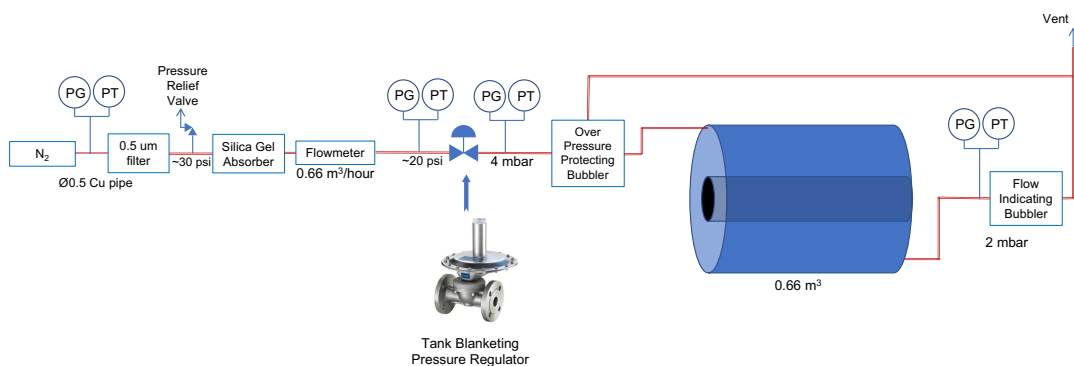 Vent
Pressure
Relief
Valve
PG
PT
PG
PT
PG
PT
PG
PT
N2
0.5 um
filter
~30 psi
Silica Gel
Absorber
Flowmeter
0.66 m³/hour
~20 psi
4 mbar
Over
Pressure
Protecting
Bubbler
Flow
Indicating
Bubbler
2 mbar
Ø0.5 Cu pipe
0.66 m³
Tank Blanketing
Pressure Regulator